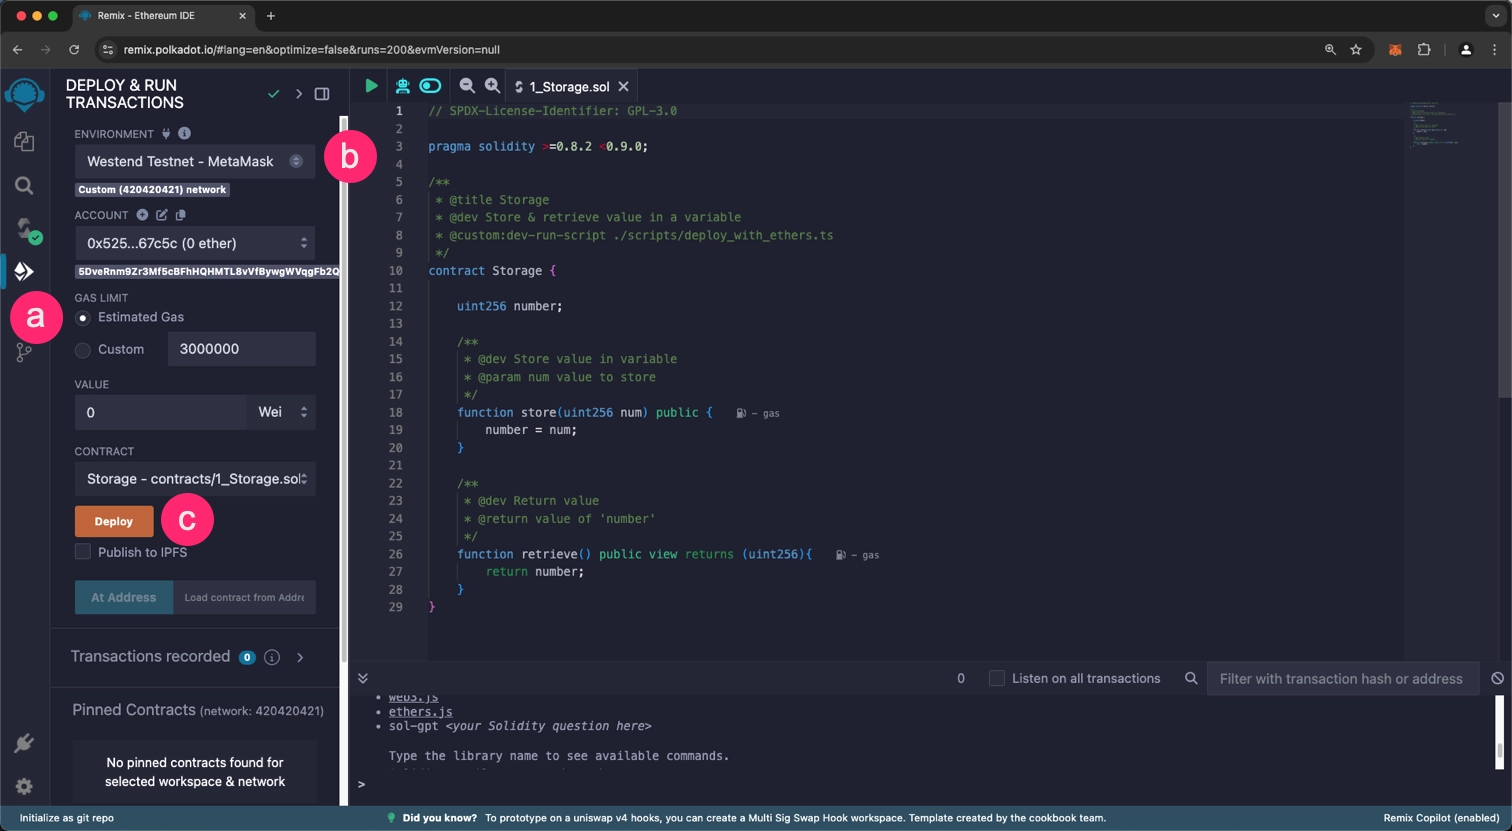 Remix - Ethereum IDE
remix.polkadot.io/#lang=en&optimize=false&runs=200&evmVersion=null
DEPLOY & RUN
TRANSACTIONS
ENVIRONMENT
Westend Testnet - MetaMask
b
Custom (420420421) network
ACCOUNT
0x525...67c5c (0 ether)
5DveRnm9Zr3Mf5cBFhHQHMTL8vVfBywgWVqgFb2Q
GAS LIMIT
a
Estimated Gas
Custom
3000000
VALUE
0
Wei
CONTRACT
Storage - contracts/1_Storage.sol
Deploy
c
Publish to IPFS
At Address
Load contract from Addre
Transactions recorded 0 i
Pinned Contracts (network: 420420421)
No pinned contracts found for
selected workspace & network
1_Storage.sol
1 // SPDX-License-Identifier: GPL-3.0
2
3 pragma solidity >=0.8.2 <0.9.0;
4
5 /**
6 * @title Storage
7 * @dev Store & retrieve value in a variable
8 * @custom:dev-run-script ./scripts/deploy_with_ethers.ts
9 */
10 contract Storage {
11
12 uint256 number;
13
14 /**
15 * @dev Store value in variable
16 * @param num value to store
17 */
18 function store(uint256 num) public { - gas
19 number = num;
20 }
21
22 /**
23 * @dev Return value
24 * @return value of 'number'
25 */
26 function retrieve() public view returns (uint256){ - gas
27 return number;
28 }
29 }
0
Listen on all transactions
Filter with transaction hash or address
• web3.js
• ethers.js
• sol-gpt <your Solidity question here>
Type the library name to see available commands.
>
Initialize as git repo
Did you know? To prototype on a uniswap v4 hooks, you can create a Multi Sig Swap Hook workspace. Template created by the cookbook team.
Remix Copilot (enabled)